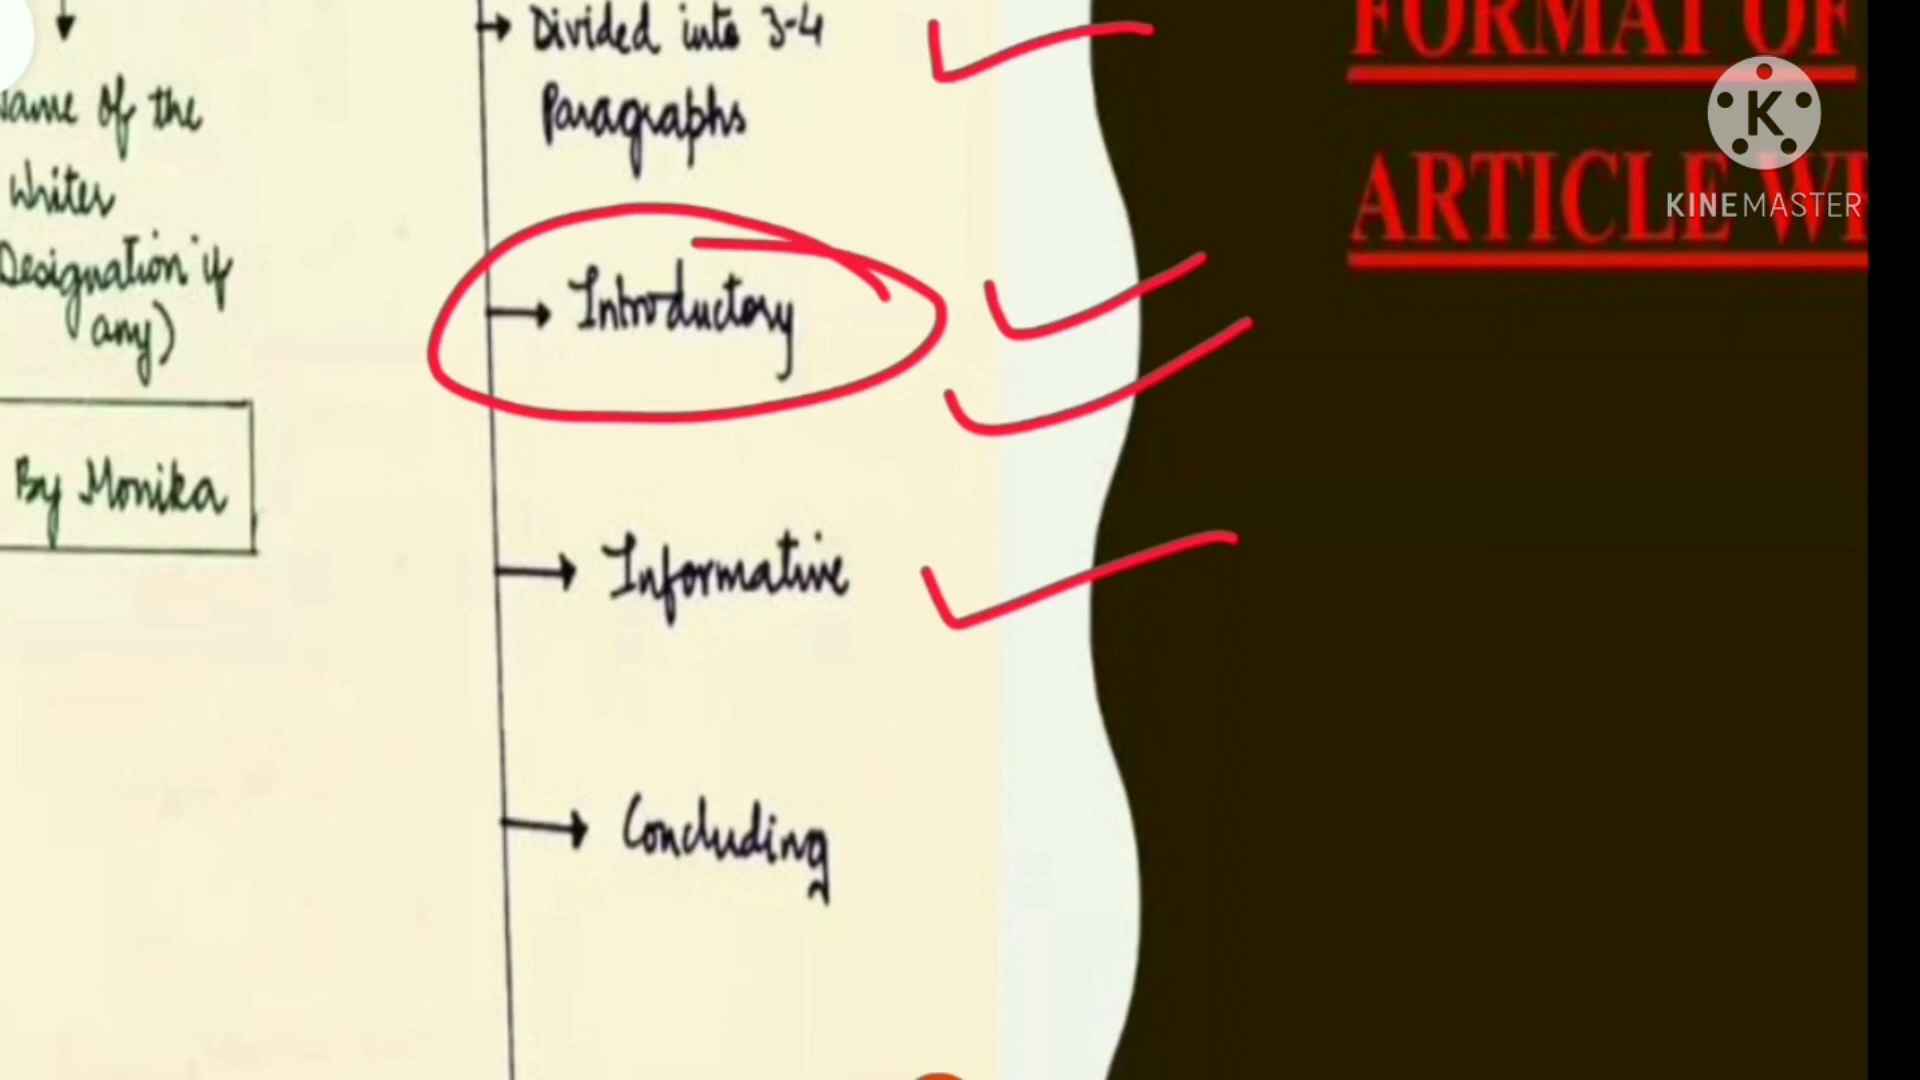 Name of the
Writer
Designation if
any)
By Monika
Divided into 3-4
Paragraphs
Introductory
Informative
Concluding
FORMAT OF
ARTICLE
KINEMASTER